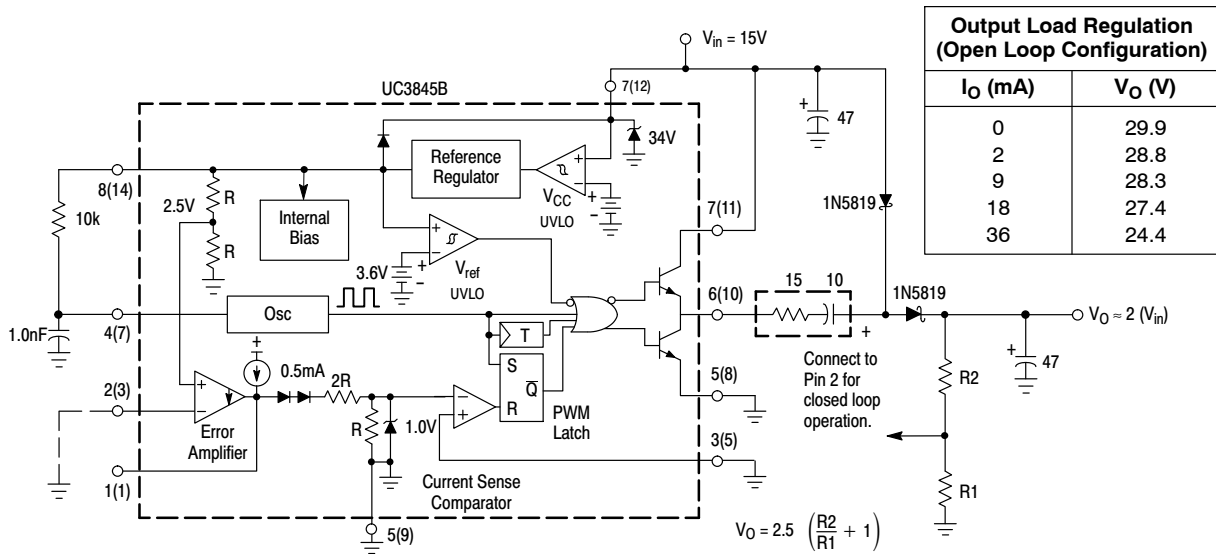 Output Load Regulation
(Open Loop Configuration)
IO (mA) VO (V)
0 29.9
2 28.8
9 28.3
18 27.4
36 24.4
Vin = 15V
UC3845B
7(12)
34V
+
47
Reference
Regulator
+
-
VCC
UVLO
+
-
8(14)
R
2.5V
R
Internal
Bias
10k
1N5819
7(11)
+
-
Vref
UVLO
3.6V
+
-
15 10
6(10)
+
1N5819
VO ≈ 2 (Vin)
Osc
T
4(7)
1.0nF
+
0.5mA
S
Q
R
PWM
Latch
5(8)
Connect to
Pin 2 for
closed loop
operation.
R2
+
47
2(3)
+
-
Error
Amplifier
2R
R
1.0V
-
+
Current Sense
Comparator
3(5)
R1
1(1)
5(9)
VO = 2.5 (R2/R1 + 1)